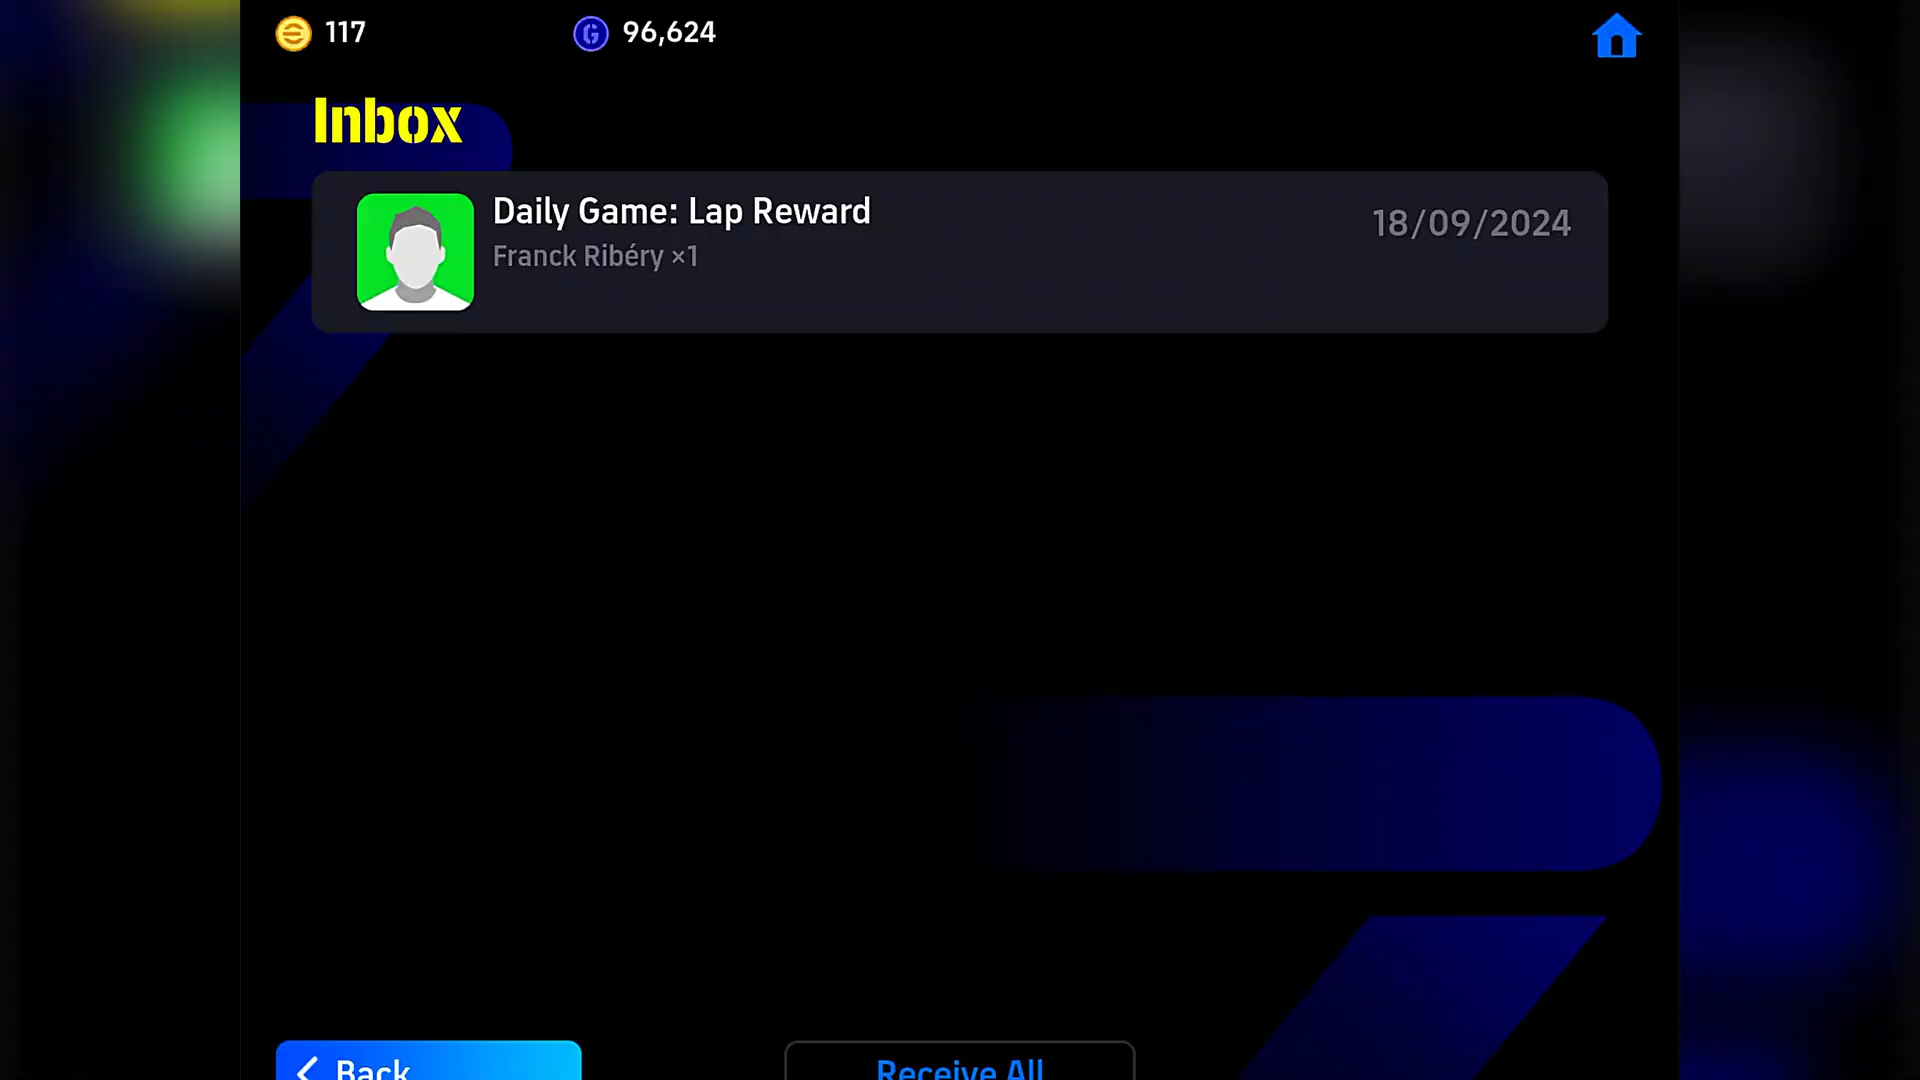 117
96,624
Inbox
Daily Game: Lap Reward
18/09/2024
Franck Ribéry ×1
Back
Receive All